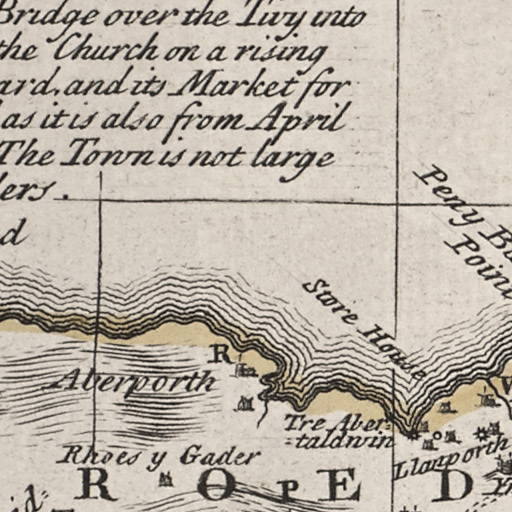 Bridge over the Tivy into
the Church on a rising
ard, and its Market for
as it is also from April
The Town is not large
lers.
d
Peny Ba
Poin
Store House
R
Aberporth
Tre Aber-
taldwin
Rhoes y Gader
Llanporth
R O P E D